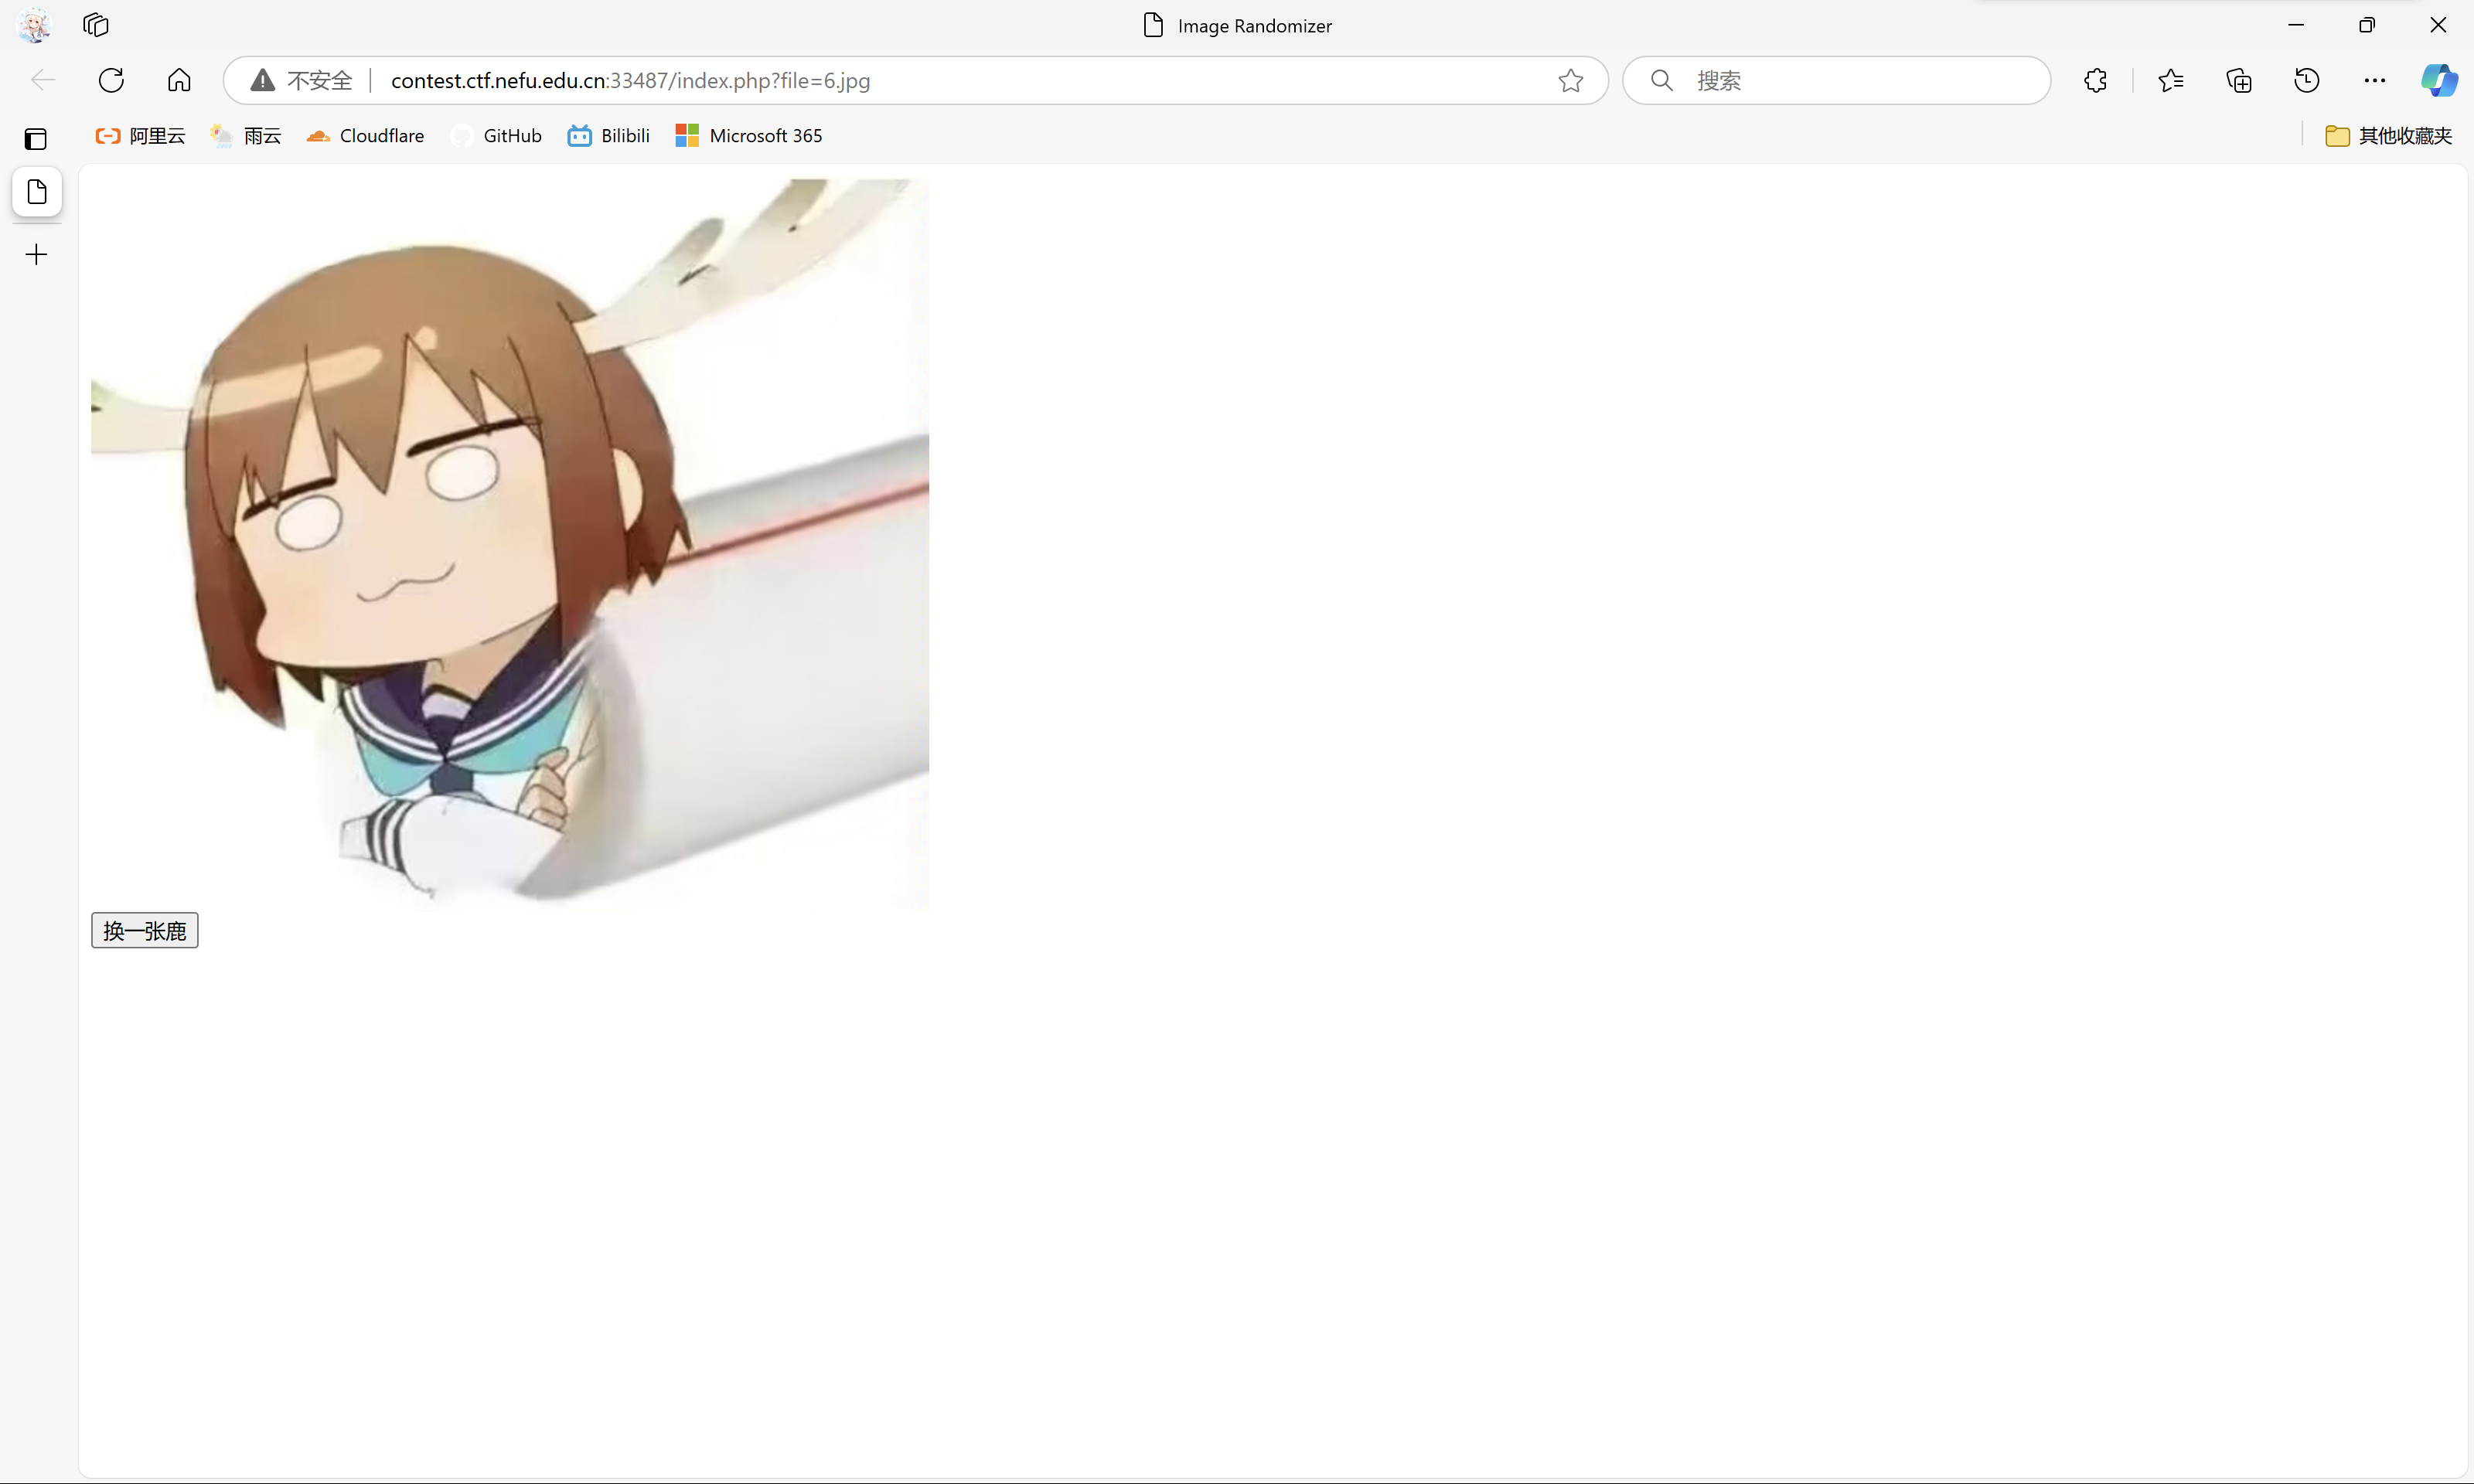 Image Randomizer
不安全 contest.ctf.nefu.edu.cn:33487/index.php?file=6.jpg 搜索
阿里云 雨云 Cloudflare GitHub Bilibili Microsoft 365 其他收藏夹
换一张鹿